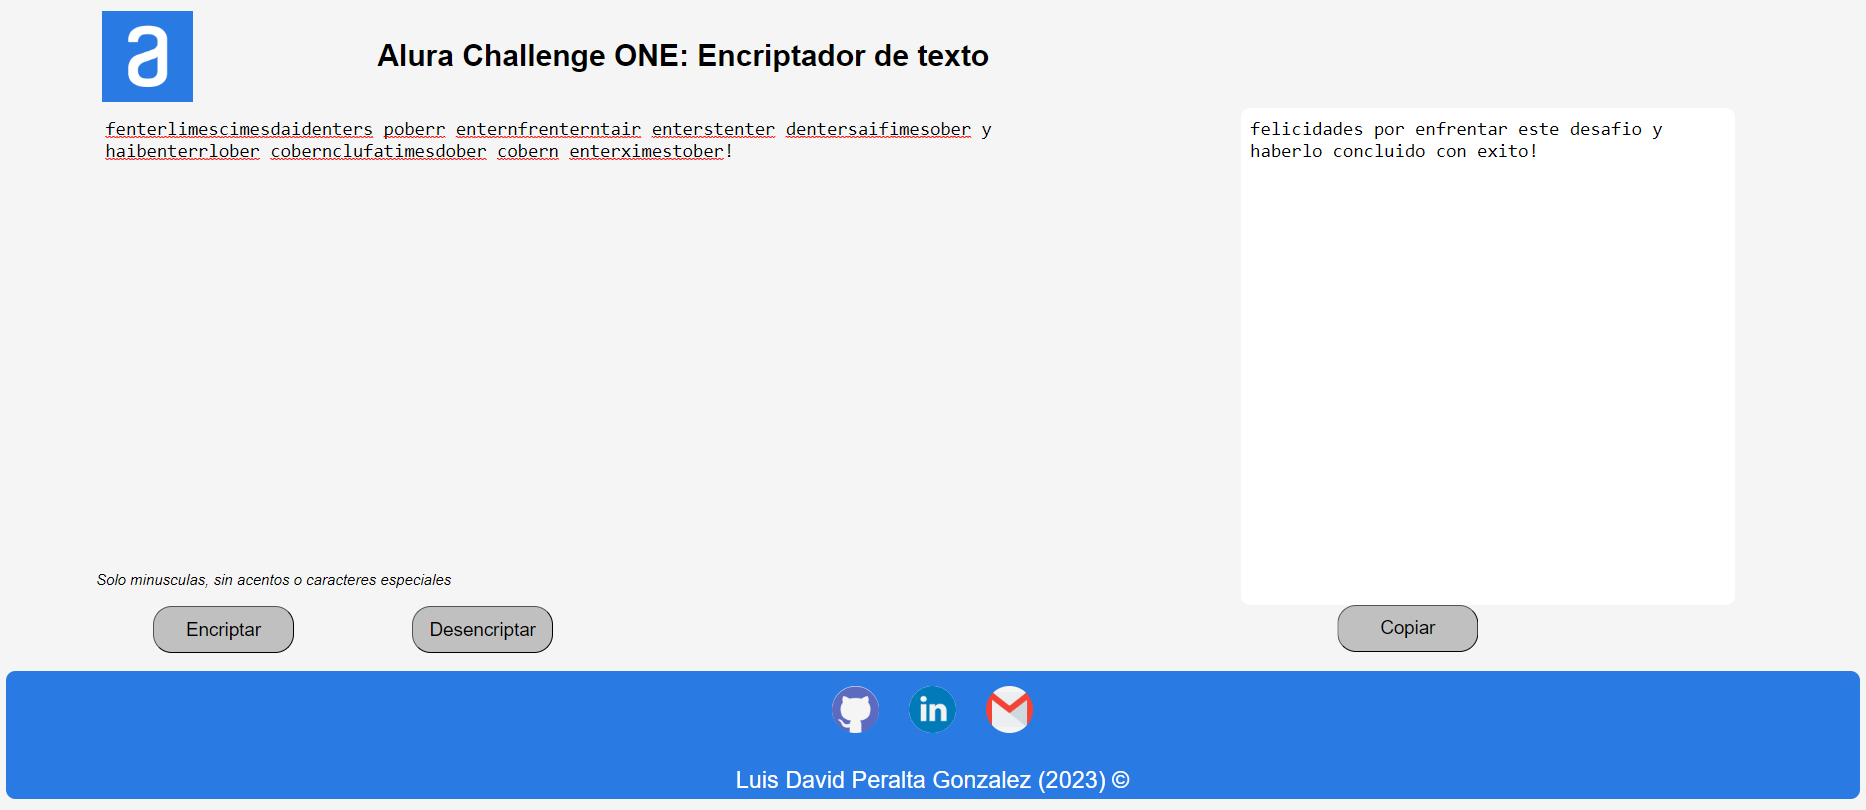 a
Alura Challenge ONE: Encriptador de texto
fenterlimescimesdaidenters poberr enternfrenterntair enterstenter dentersaifimesober y
haibenterrlober cobernclufatimesdober cobern enterximestober!
felicidades por enfrentar este desafio y
haberlo concluido con exito!
Solo minusculas, sin acentos o caracteres especiales
Encriptar
Desencriptar
Copiar
in
Luis David Peralta Gonzalez (2023) ©